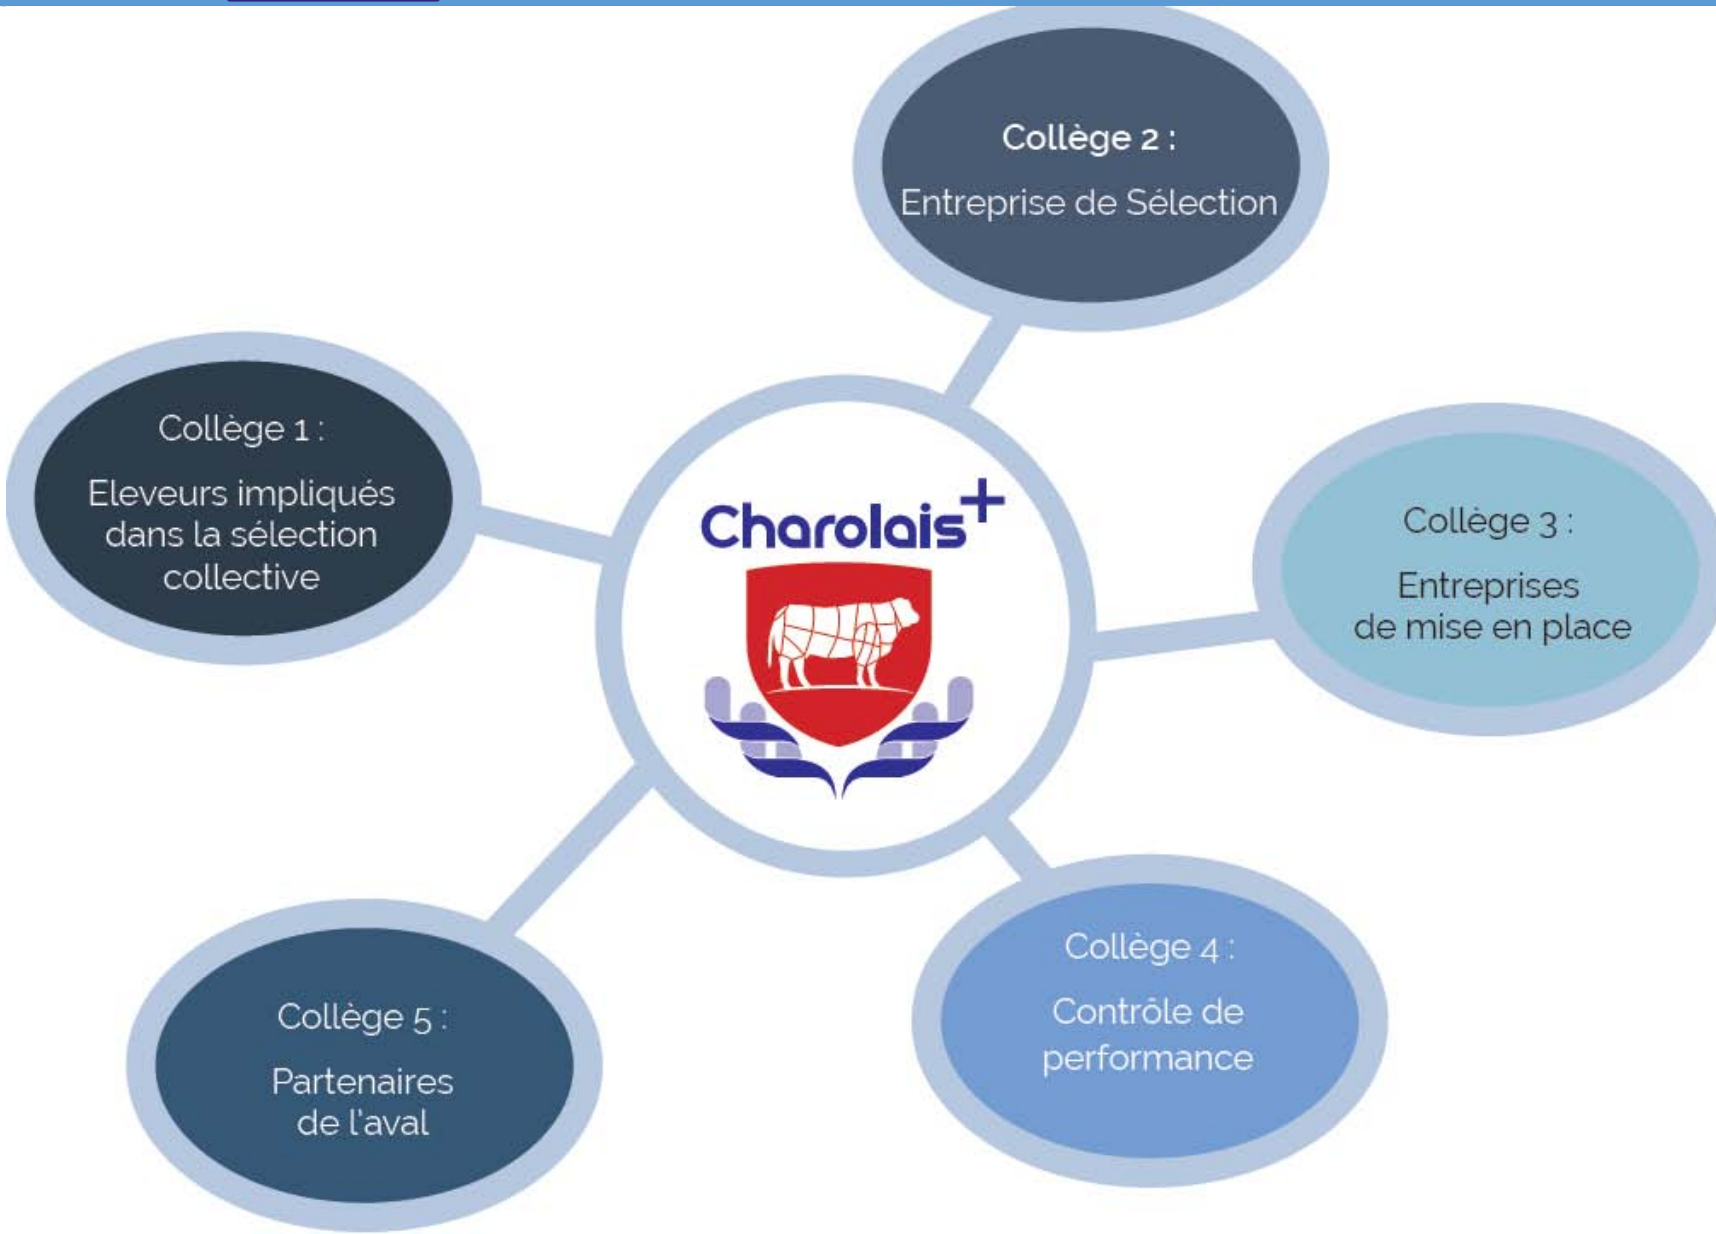 Collège 1 :
Eleveurs impliqués
dans la sélection
collective
Collège 2 :
Entreprise de Sélection
Collège 3 :
Entreprises
de mise en place
Collège 4 :
Contrôle de
performance
Collège 5 :
Partenaires
de l'aval
Charolais+